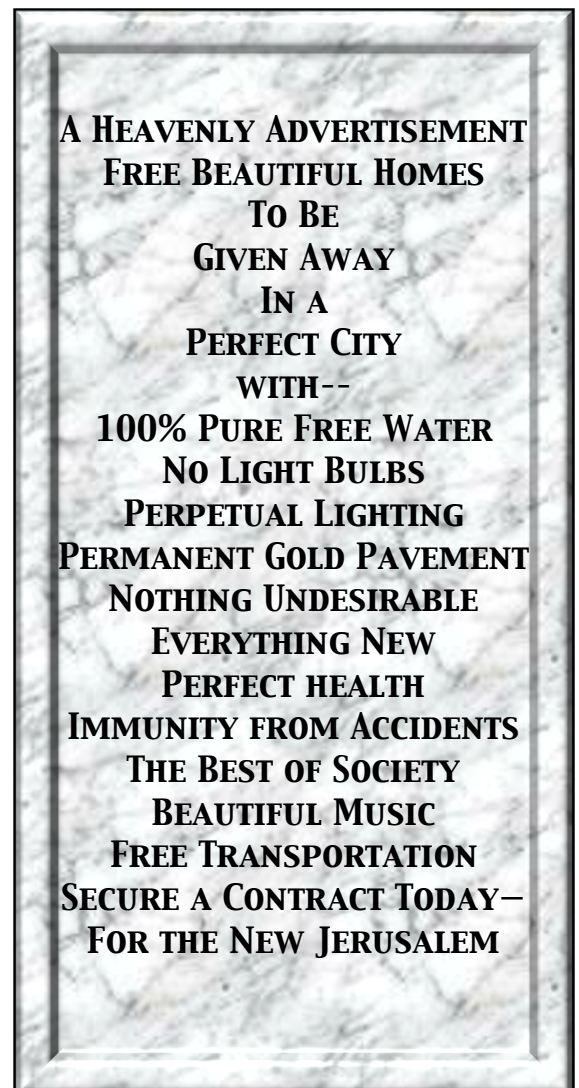 A Heavenly Advertisement
Free Beautiful Homes
To Be
Given Away
In a
Perfect City
with--
100% Pure Free Water
No Light Bulbs
Perpetual Lighting
Permanent Gold Pavement
Nothing Undesirable
Everything New
Perfect health
Immunity from Accidents
The Best of Society
Beautiful Music
Free Transportation
Secure a Contract Today—
For the New Jerusalem